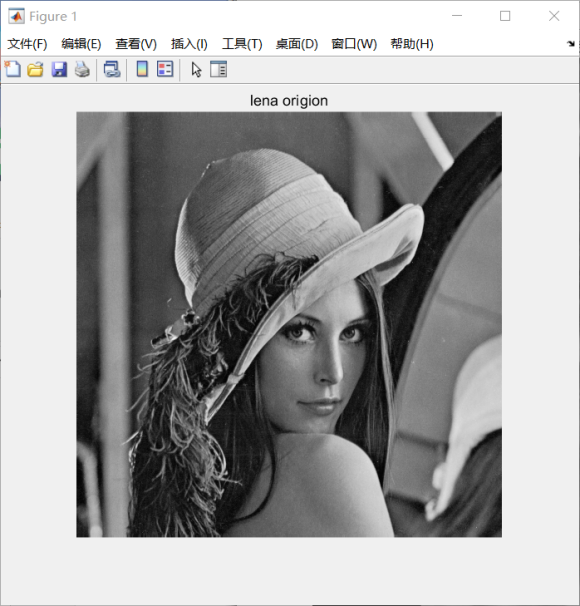 Figure 1
文件(F) 编辑(E) 查看(V) 插入(I) 工具(T) 桌面(D) 窗口(W) 帮助(H)
lena origion